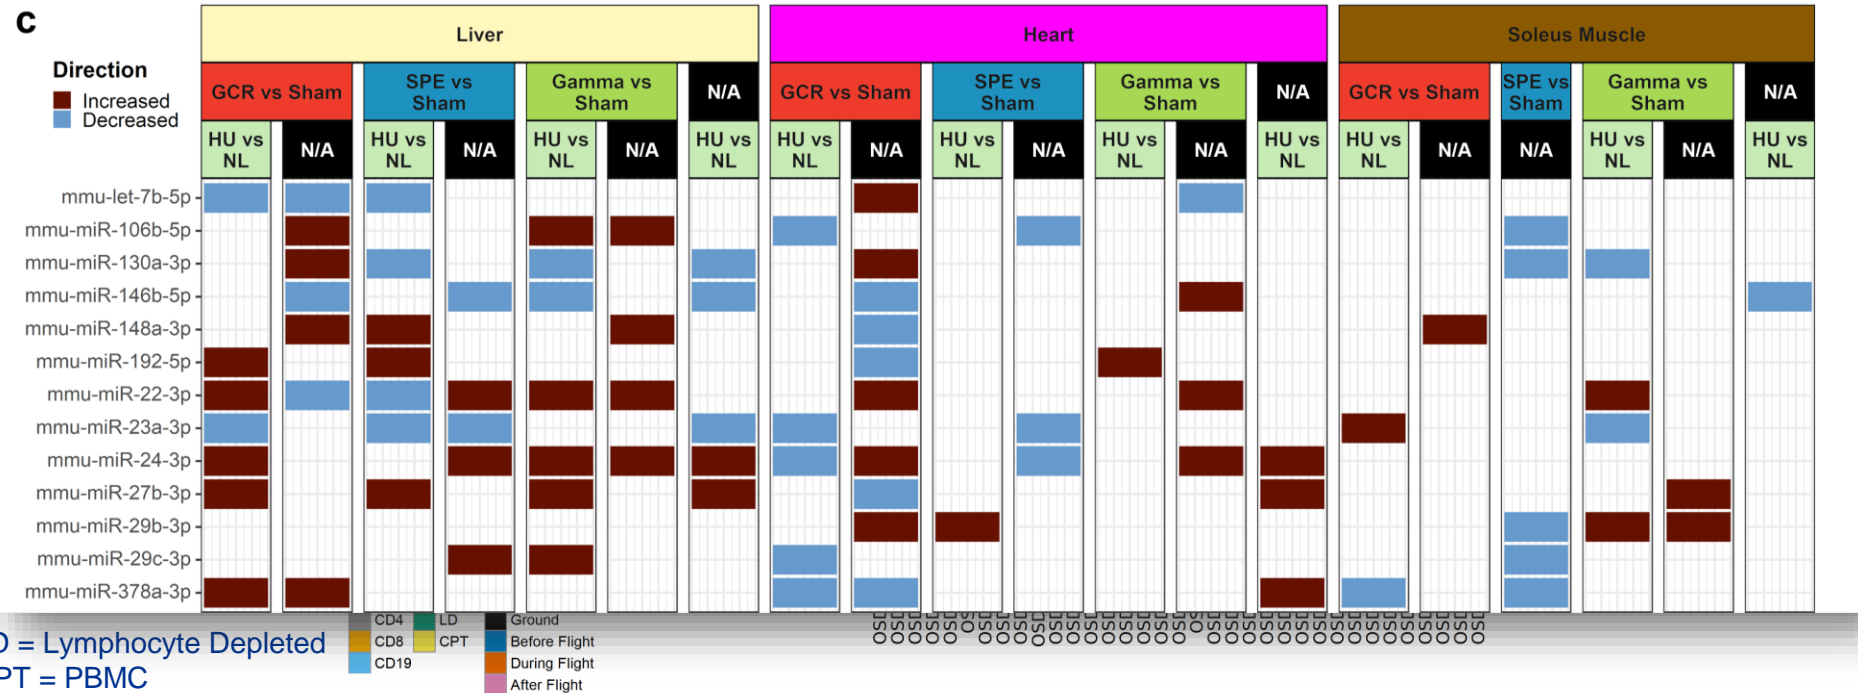 c
Liver Heart Soleus Muscle
Direction
Increased
Decreased
GCR vs Sham SPE vs Sham Gamma vs Sham N/A GCR vs Sham SPE vs Sham Gamma vs Sham N/A GCR vs Sham SPE vs Sham Gamma vs Sham N/A
HU vs NL N/A HU vs NL N/A HU vs NL N/A HU vs NL HU vs NL N/A HU vs NL N/A HU vs NL N/A HU vs NL HU vs NL N/A N/A HU vs NL N/A HU vs NL
mmu-let-7b-5p
mmu-miR-106b-5p
mmu-miR-130a-3p
mmu-miR-146b-5p
mmu-miR-148a-3p
mmu-miR-192-5p
mmu-miR-22-3p
mmu-miR-23a-3p
mmu-miR-24-3p
mmu-miR-27b-3p
mmu-miR-29b-3p
mmu-miR-29c-3p
mmu-miR-378a-3p
CD4 LD Ground
CD8 CPT Before Flight
CD19 During Flight
After Flight
= Lymphocyte Depleted
= PBMC